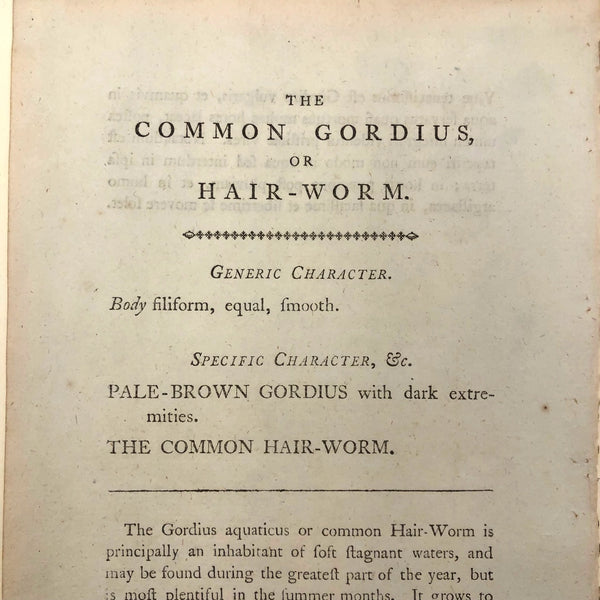 THE
COMMON GORDIUS,
OR
HAIR-WORM.
GENERIC CHARACTER.
Body filiform, equal, ſmooth.
SPECIFIC CHARACTER, &c.
PALE-BROWN GORDIUS with dark extre-
mities.
THE COMMON HAIR-WORM.
The Gordius aquaticus or common Hair-Worm is
principally an inhabitant of ſoft ſtagnant waters, and
may be found during the greateſt part of the year, but
is moſt plentiful in the ſummer months. It grows to